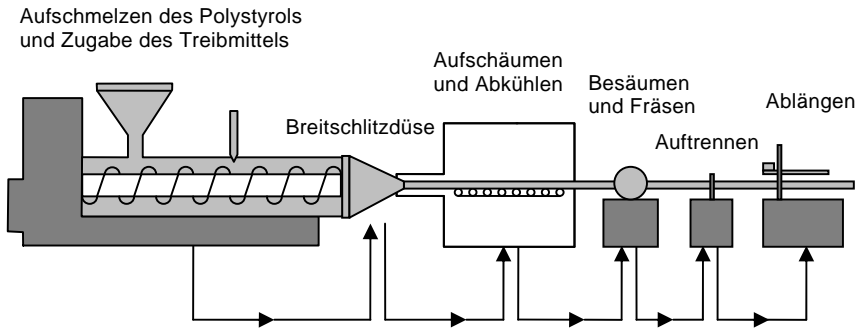 Aufschmelzen des Polystyrols
und Zugabe des Treibmittels
Breitschlitzdüse
Aufschäumen
und Abkühlen
Besäumen
und Fräsen
Auftrennen
Ablängen